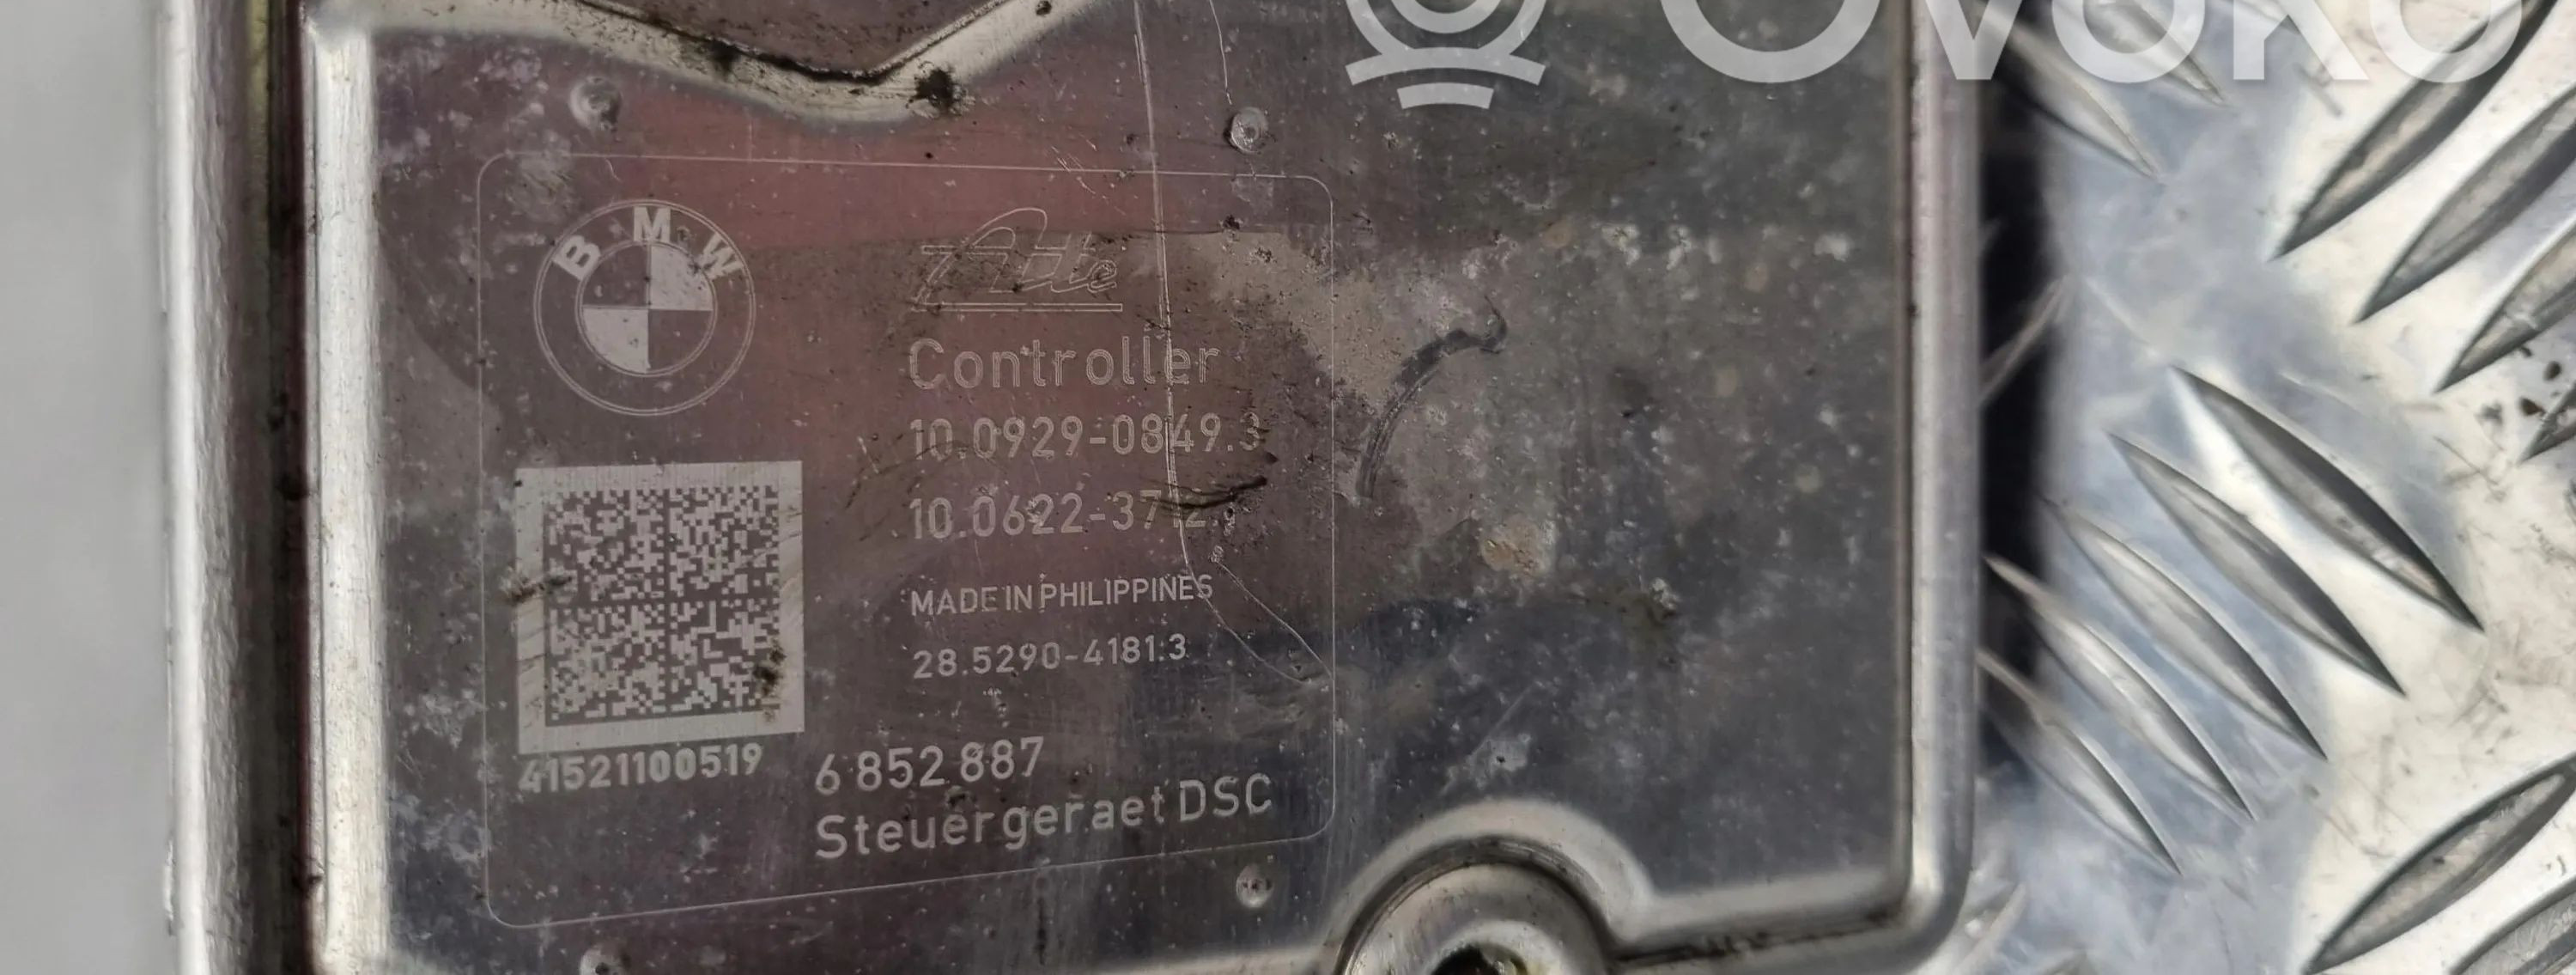 Ovoko
BMW
Ate
Controller
10.0929-0849.3
MADE IN PHILIPPINES
28.5290-4181.3
41521100519
6 852 887
Steuergeraet DSC